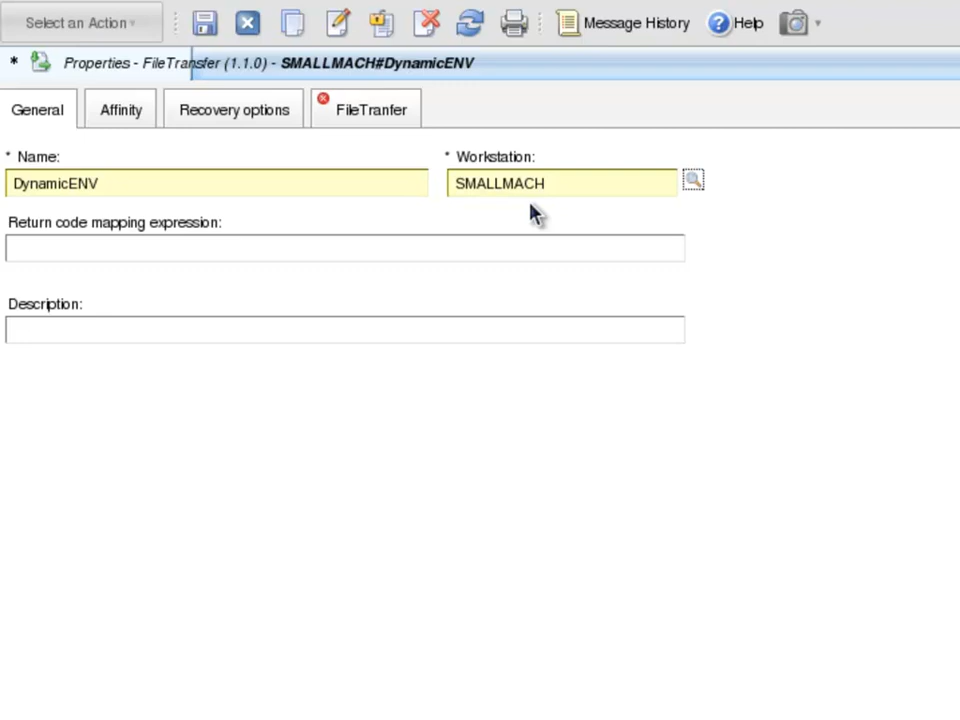 Select an Action
Message History
Help
* Properties - FileTransfer (1.1.0) - SMALLMACH#DynamicENV
General
Affinity
Recovery options
FileTranfer
* Name:
* Workstation:
DynamicENV
SMALLMACH
Return code mapping expression:
Description: